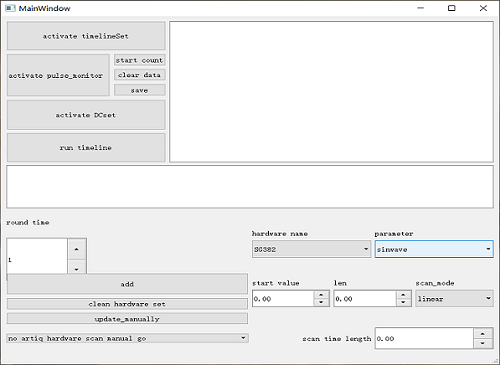 MainWindow
activate timelineSet
activate pulse_monitor
start count
clear data
save
activate DCset
run timeline
round time
1
add
clean hardware set
update_manually
no artiq hardware scan manual go
hardware name
parameter
SG382
sinwave
start value
len
scan_mode
0.00
0.00
linear
scan time length
0.00